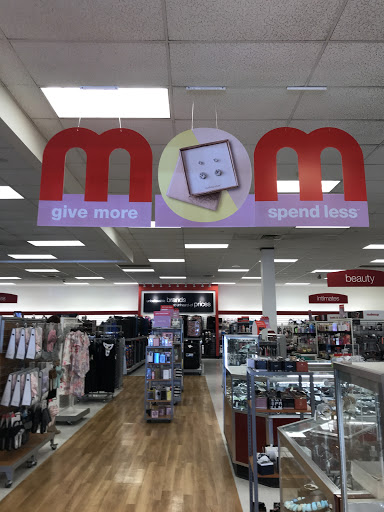 mom
give more
spend less
beauty
intimates
brands
prices